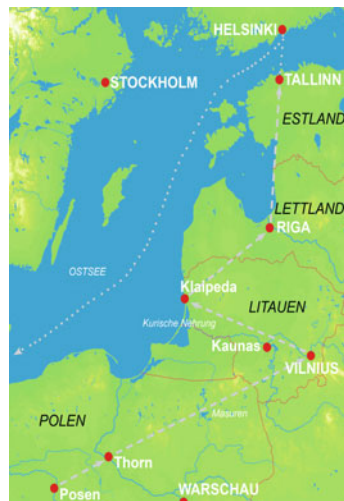 HELSINKI
STOCKHOLM
TALLINN
ESTLAND
LETTLAND
RIGA
OSTSEE
Klaipeda
LITAUEN
Kurische Nehrung
Kaunas
VILNIUS
POLEN
Masuren
Thorn
Posen
WARSCHAU